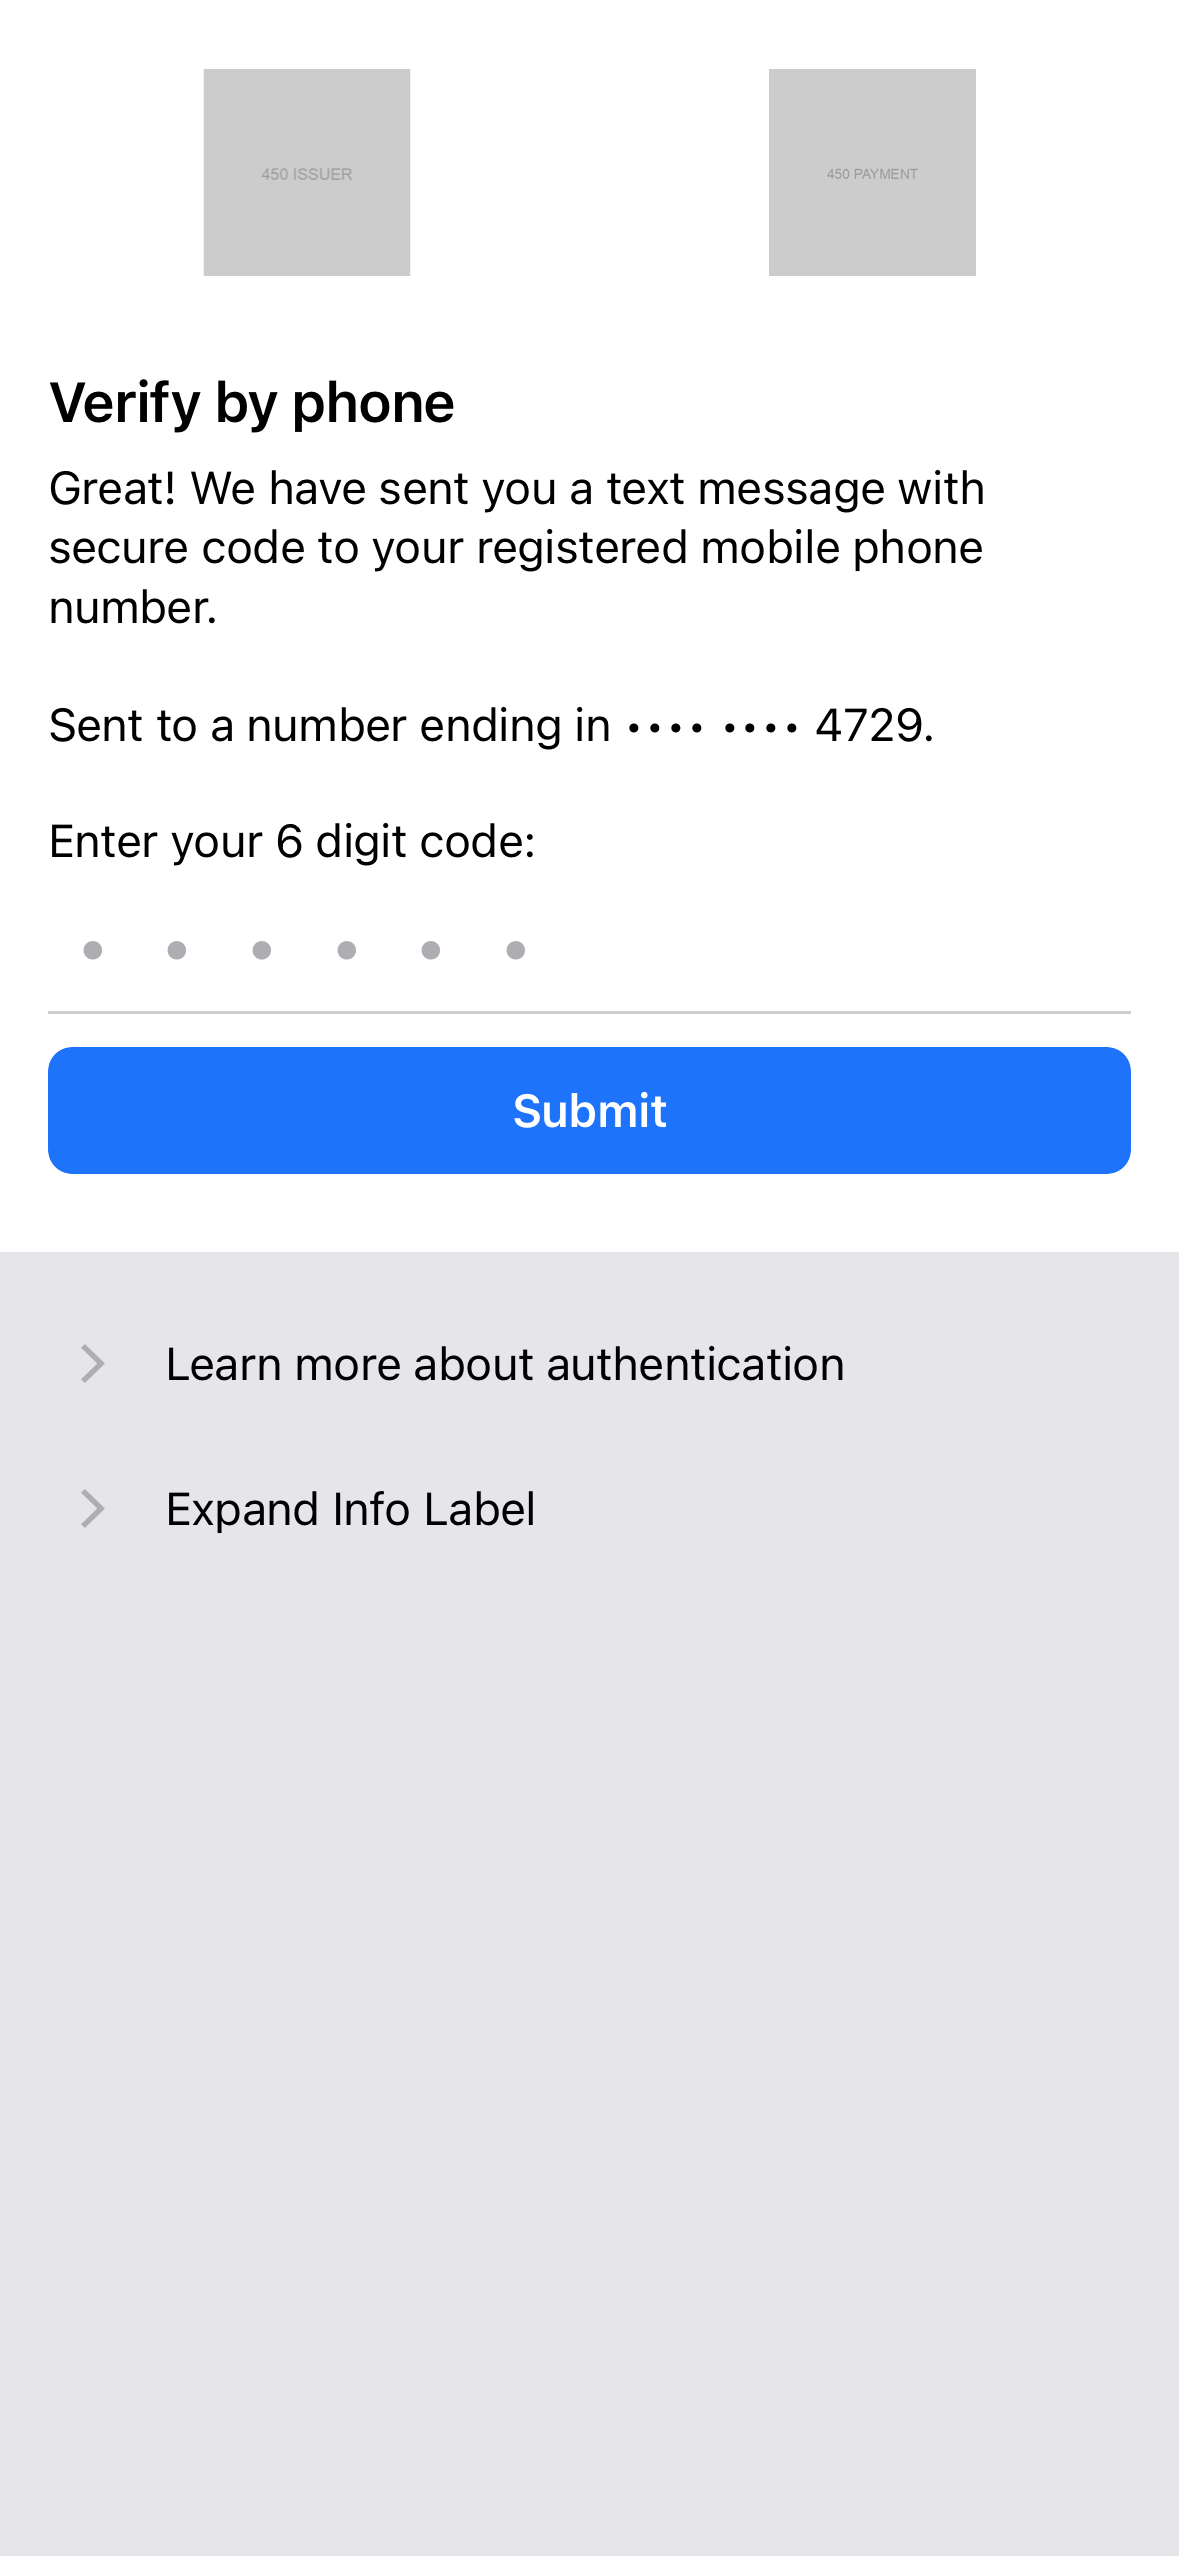 450 ISSUER
450 PAYMENT
Verify by phone
Great! We have sent you a text message with
secure code to your registered mobile phone
number.
Sent to a number ending in •••• •••• 4729.
Enter your 6 digit code:
Submit
Learn more about authentication
Expand Info Label